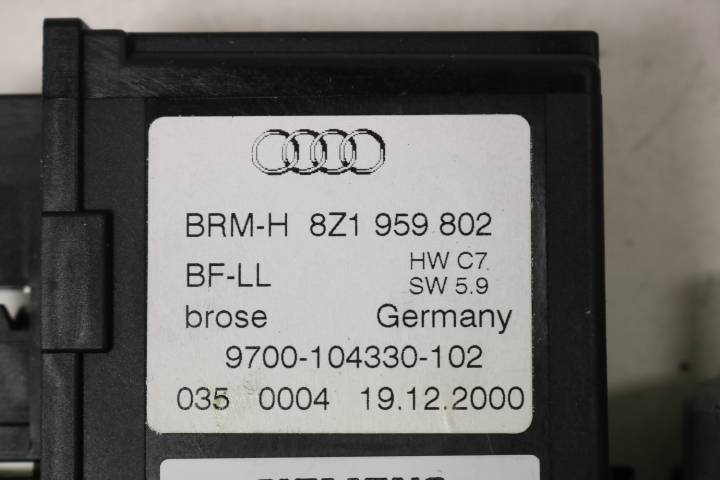 BRM-H 8Z1 959 802
BF-LL HW C7
SW 5.9
brose Germany
9700-104330-102
035 0004 19.12.2000